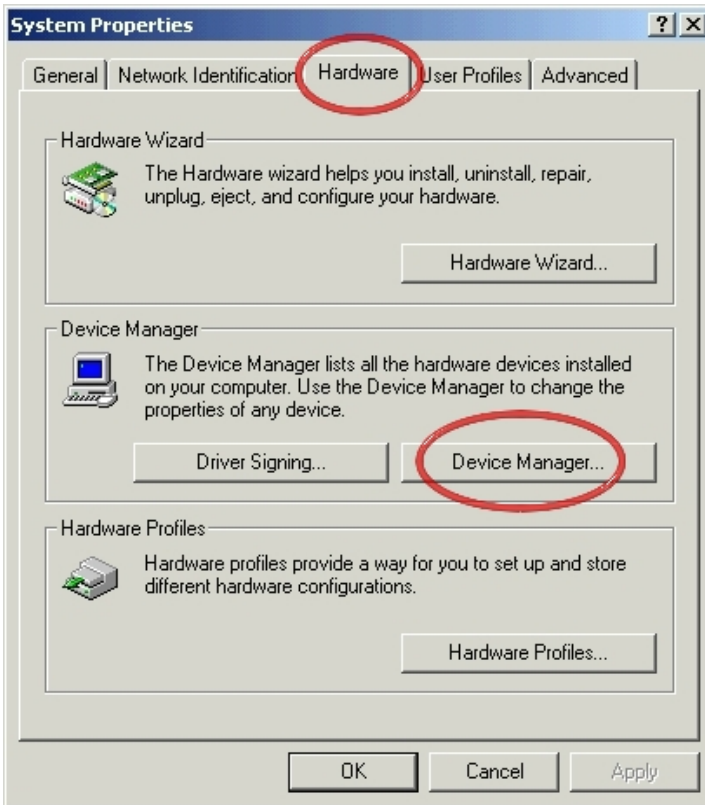 System Properties
General
Network Identification
Hardware
User Profiles
Advanced
Hardware Wizard
The Hardware wizard helps you install, uninstall, repair,
unplug, eject, and configure your hardware.
Hardware Wizard...
Device Manager
The Device Manager lists all the hardware devices installed
on your computer. Use the Device Manager to change the
properties of any device.
Driver Signing...
Device Manager...
Hardware Profiles
Hardware profiles provide a way for you to set up and store
different hardware configurations.
Hardware Profiles...
OK
Cancel
Apply